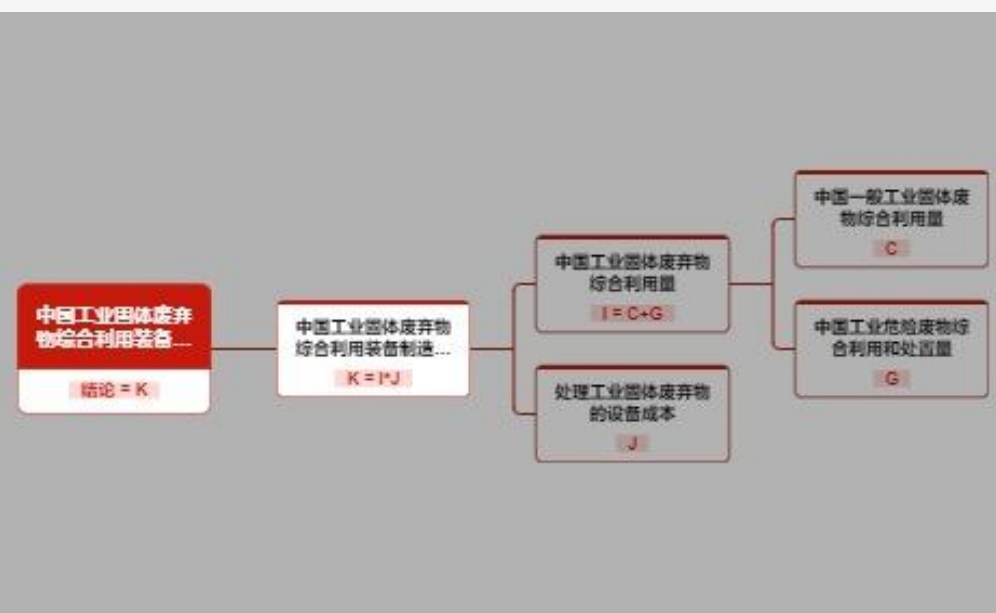 中国工业固体废弃
物综合利用装备...
结论 = K
中国工业固体废弃物
综合利用装备制造...
K = I*J
中国工业固体废弃物
综合利用量
I = C+G
处理工业固体废弃物
的设备成本
J
中国一般工业固体废
物综合利用量
C
中国工业危险废物综
合利用和处置量
G